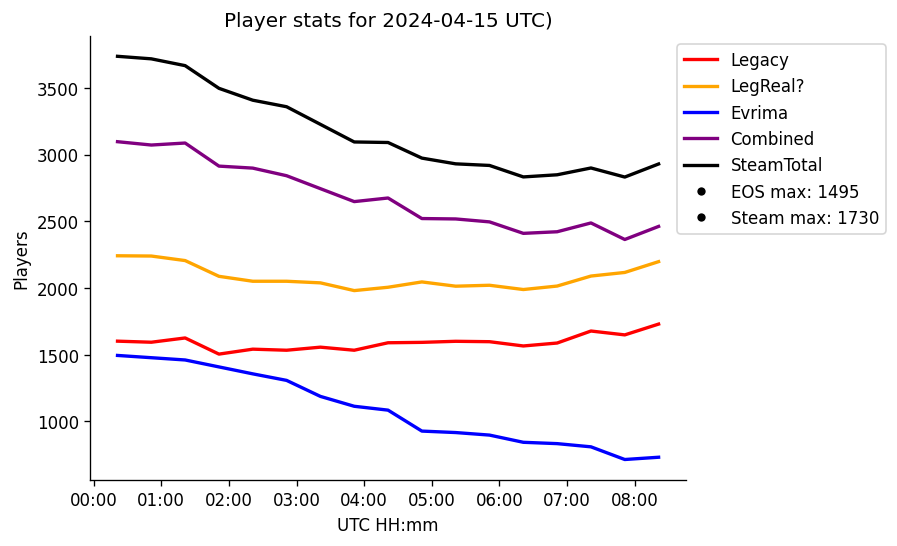 Player stats for 2024-04-15 UTC)
Legacy
LegReal?
Evrima
Combined
SteamTotal
EOS max: 1495
Steam max: 1730
Players
3500
3000
2500
2000
1500
1000
00:00 01:00 02:00 03:00 04:00 05:00 06:00 07:00 08:00
UTC HH:mm